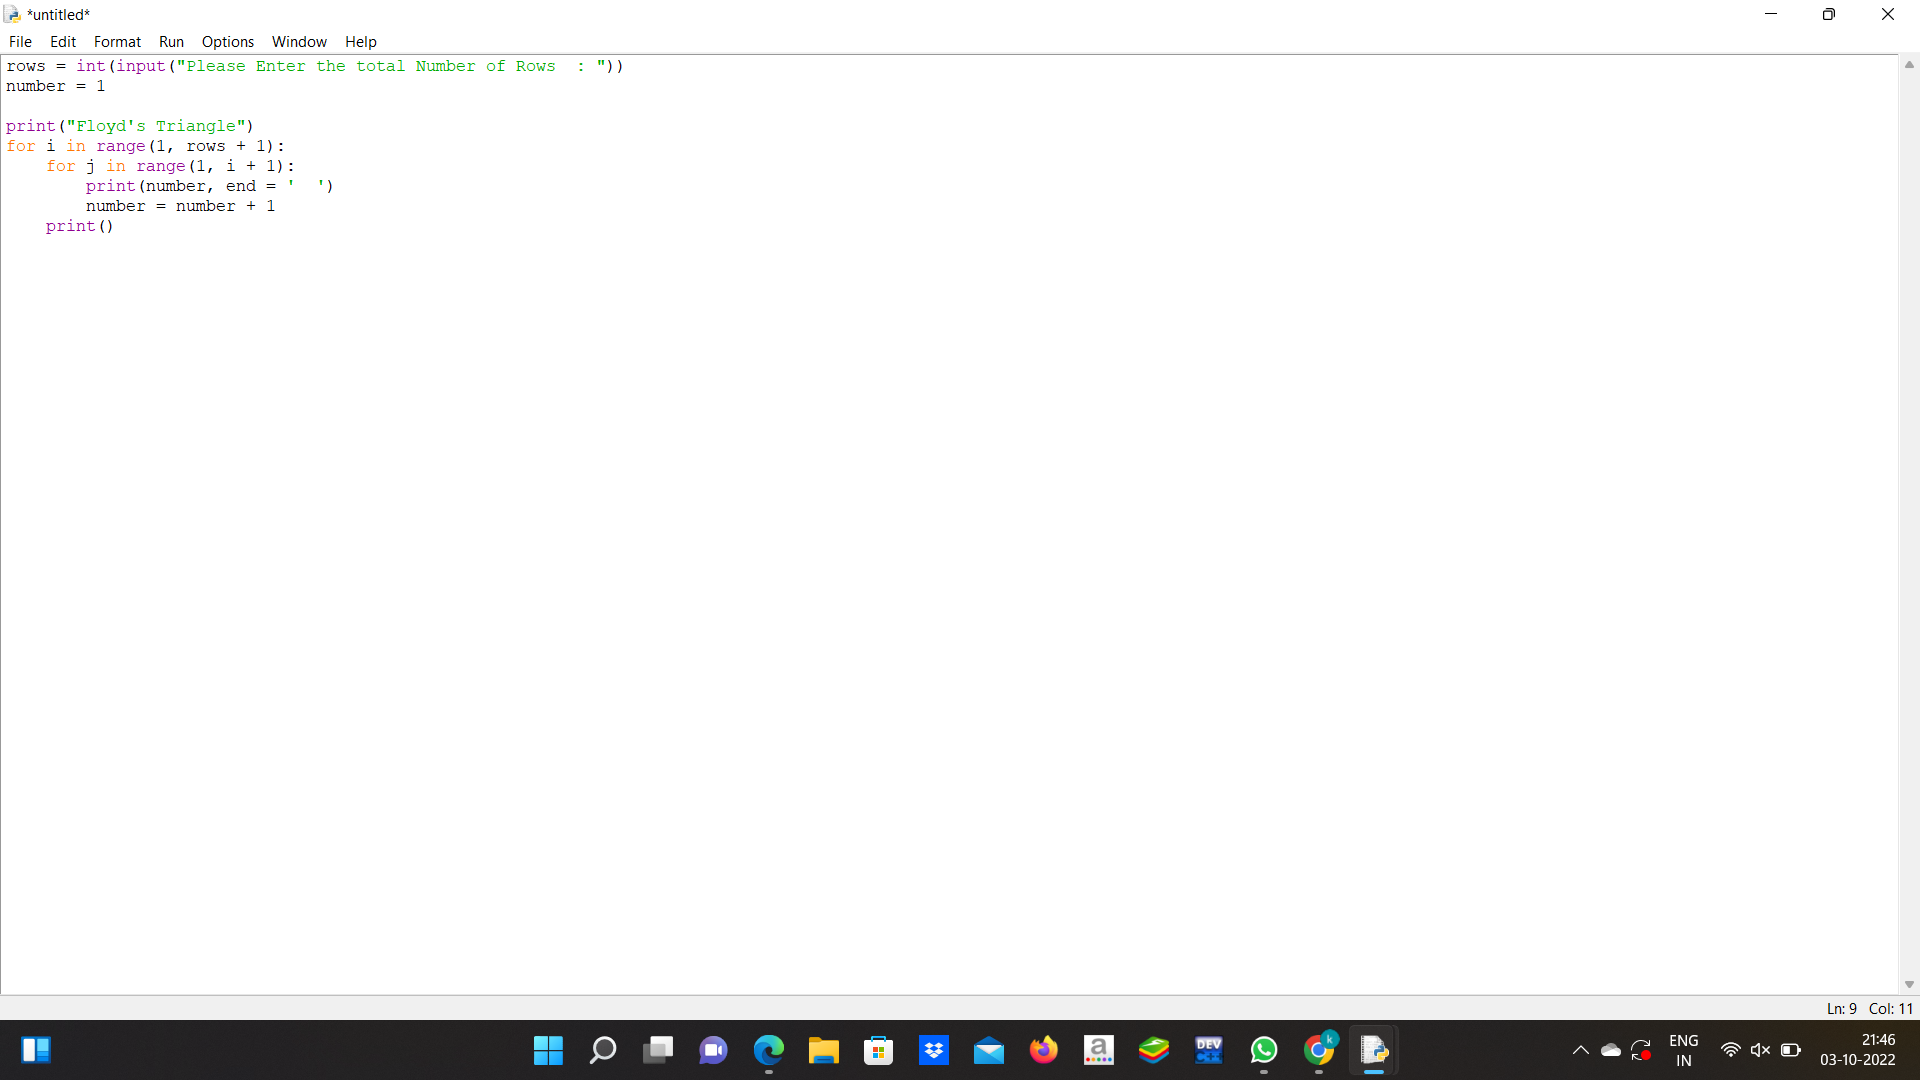 *untitled*
File Edit Format Run Options Window Help
rows = int(input("Please Enter the total Number of Rows  : "))
number = 1

print("Floyd's Triangle")
for i in range(1, rows + 1):
    for j in range(1, i + 1):
        print(number, end = '  ')
        number = number + 1
    print()
Ln: 9 Col: 11
a
DEV
C++
k
ENG
IN
21:46
03-10-2022